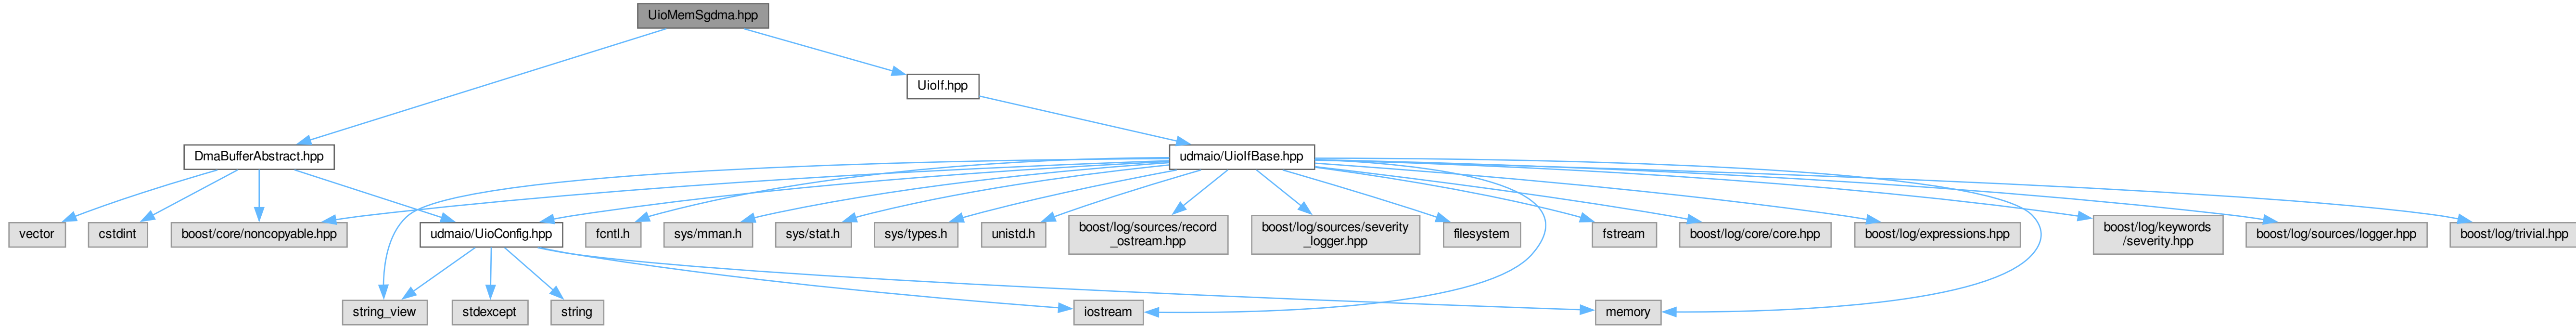 UioMemSgdma.hpp
UioIf.hpp
DmaBufferAbstract.hpp
udmaio/UioIfBase.hpp
vector
cstdint
boost/core/noncopyable.hpp
udmaio/UioConfig.hpp
fcntl.h
sys/mman.h
sys/stat.h
sys/types.h
unistd.h
boost/log/sources/record
_ostream.hpp
boost/log/sources/severity
_logger.hpp
filesystem
fstream
boost/log/core/core.hpp
boost/log/expressions.hpp
boost/log/keywords
/severity.hpp
boost/log/sources/logger.hpp
boost/log/trivial.hpp
string_view
stdexcept
string
iostream
memory